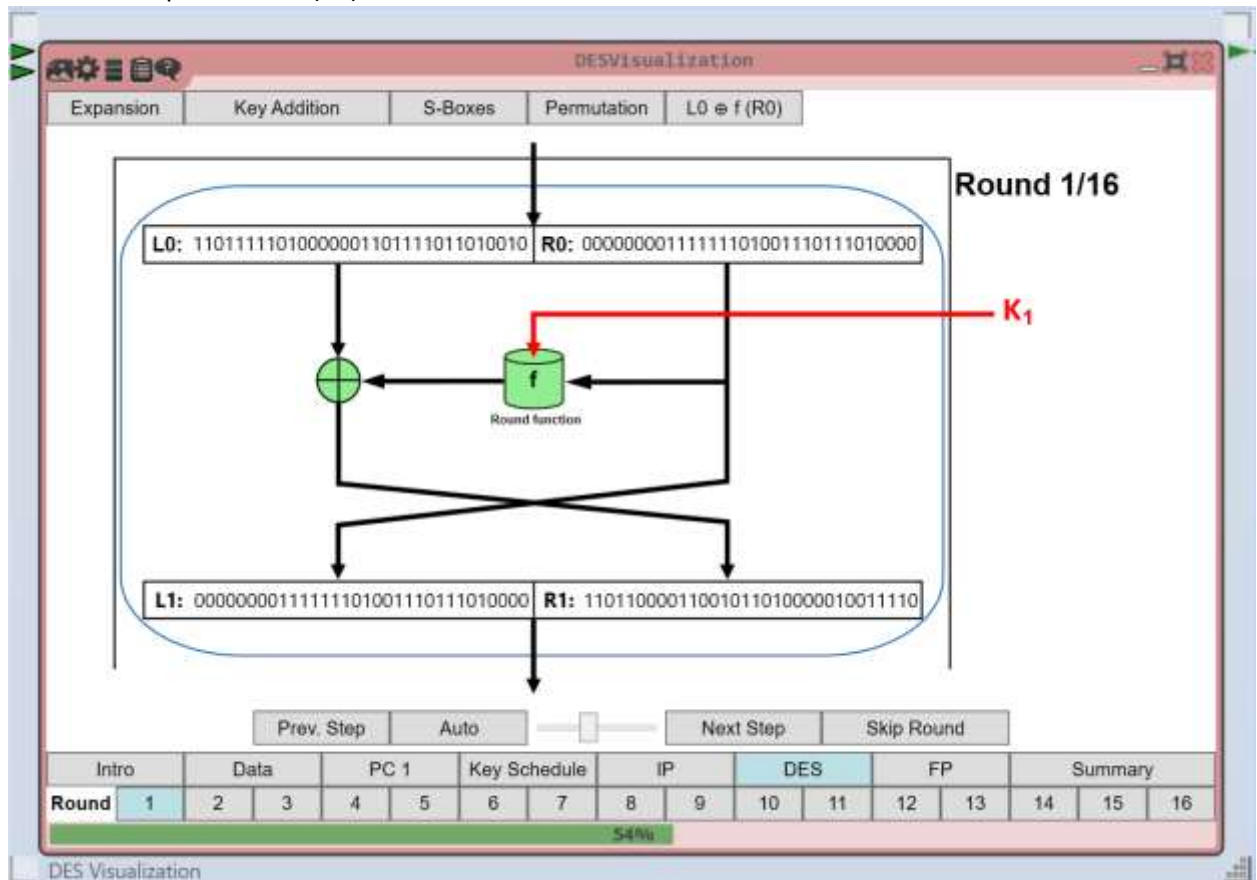 DESVisualization
Expansion Key Addition S-Boxes Permutation L0 ⊕ f (R0)
Round 1/16
L0: 11011111010000001101111011010010 R0: 00000000111111101001110111010000
K₁
f
Round function
L1: 00000000111111101001110111010000 R1: 11011000011001011010000010011110
Prev. Step Auto Next Step Skip Round
Intro Data PC 1 Key Schedule IP DES FP Summary
Round 1 2 3 4 5 6 7 8 9 10 11 12 13 14 15 16
54%
DES Visualization